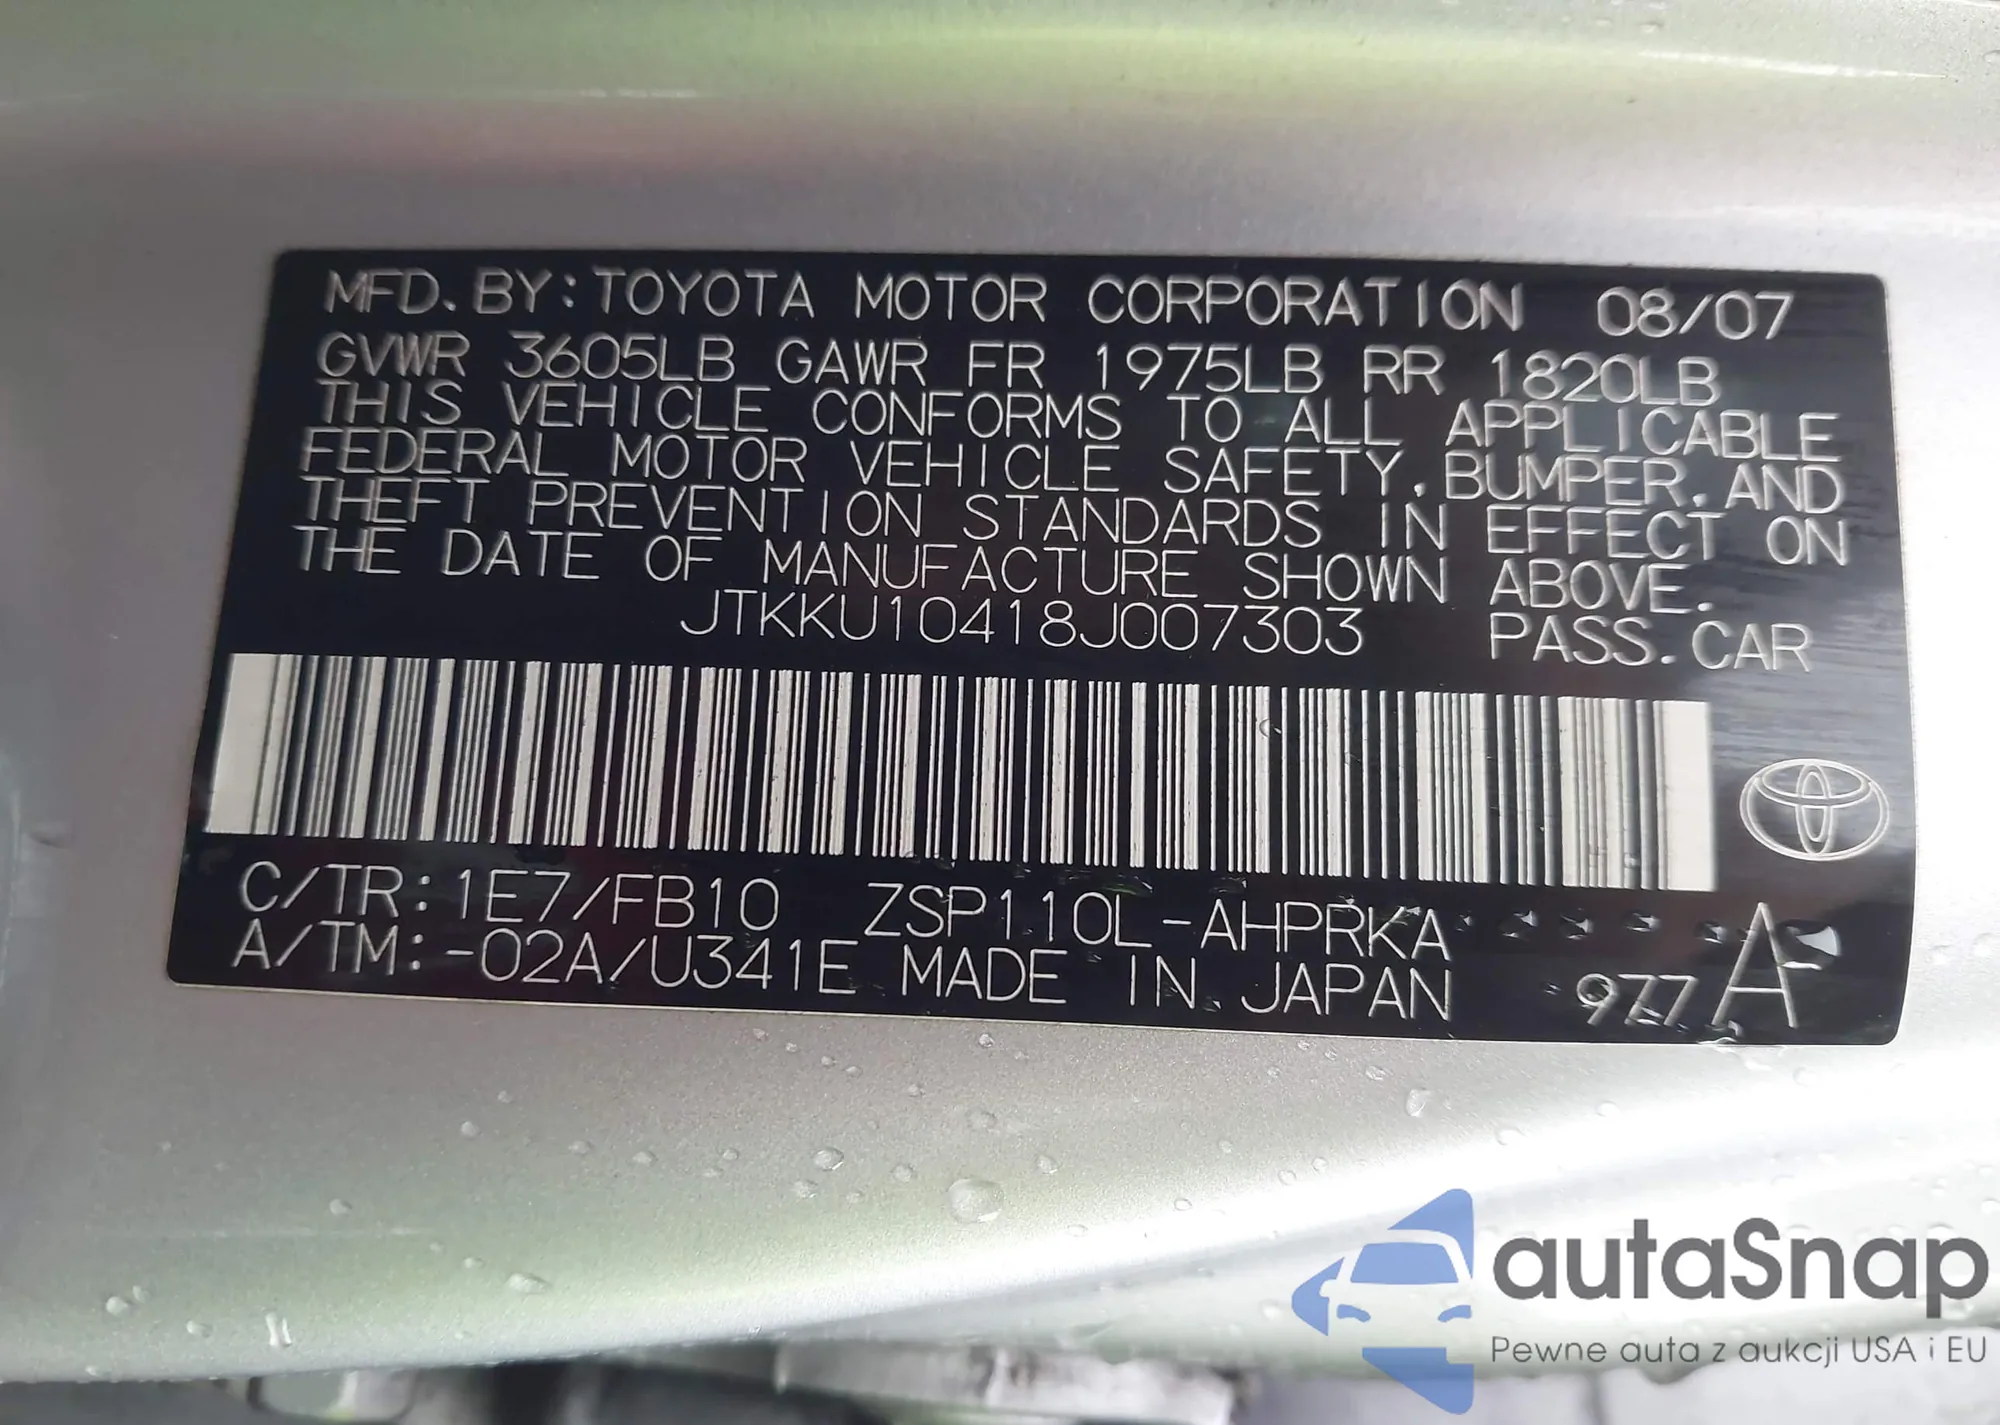 MFD. BY: TOYOTA MOTOR CORPORATION 08/07
GVWR 3605LB GAWR FR 1975LB RR 1820LB
THIS VEHICLE CONFORMS TO ALL APPLICABLE
FEDERAL MOTOR VEHICLE SAFETY, BUMPER, AND
THEFT PREVENTION STANDARDS IN EFFECT ON
THE DATE OF MANUFACTURE SHOWN ABOVE.
JTKKU10418J007303 PASS. CAR
C/TR: 1E7/FB10 ZSP110L-AHPRKA
A/TM: -02A/U341E MADE IN JAPAN 977 A
autaSnap
Pewne auta z aukcji USA i EU